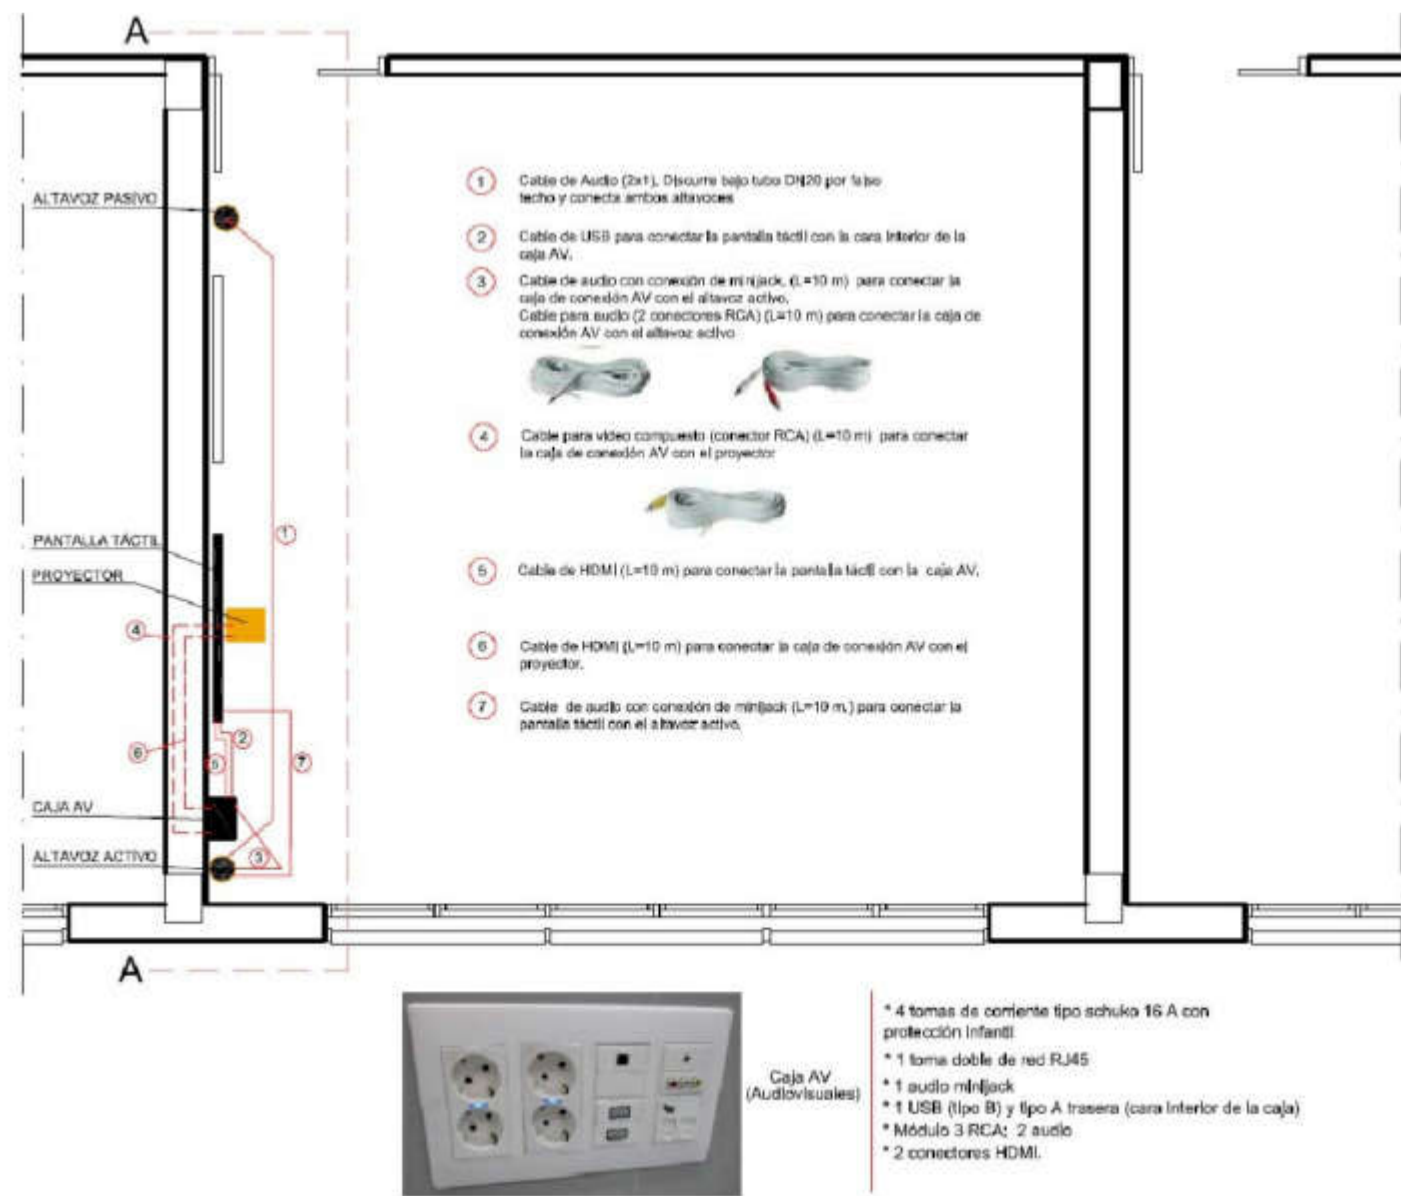 A
ALTAVOZ PASIVO
1 Cable de Audio (2x1), Discurre bajo tubo DN20 por falso
techo y conecta ambos altavoces
2 Cable de USB para conectar la pantalla táctil con la cara interior de la
caja AV.
3 Cable de audio con conexión de minijack, (L=10 m) para conectar la
caja de conexión AV con el altavoz activo.
Cable para audio (2 conectores RCA) (L=10 m) para conectar la caja de
conexión AV con el altavoz activo
4 Cable para vídeo compuesto (conector RCA) (L=10 m) para conectar
la caja de conexión AV con el proyector
1
PANTALLA TÁCTIL
PROYECTOR
5 Cable de HDMI (L=10 m) para conectar la pantalla táctil con la caja AV.
4
6 Cable de HDMI (L=10 m) para conectar la caja de conexión AV con el
proyector.
7 Cable de audio con conexión de minijack (L=10 m.) para conectar la
pantalla táctil con el altavoz activo.
2
6
5
7
CAJA AV
ALTAVOZ ACTIVO
3
A
Caja AV
(Audiovisuales)
* 4 tomas de corriente tipo schuko 16 A con
protección infantil
* 1 toma doble de red RJ45
* 1 audio minijack
* 1 USB (tipo B) y tipo A trasera (cara interior de la caja)
* Módulo 3 RCA; 2 audio
* 2 conectores HDMI.